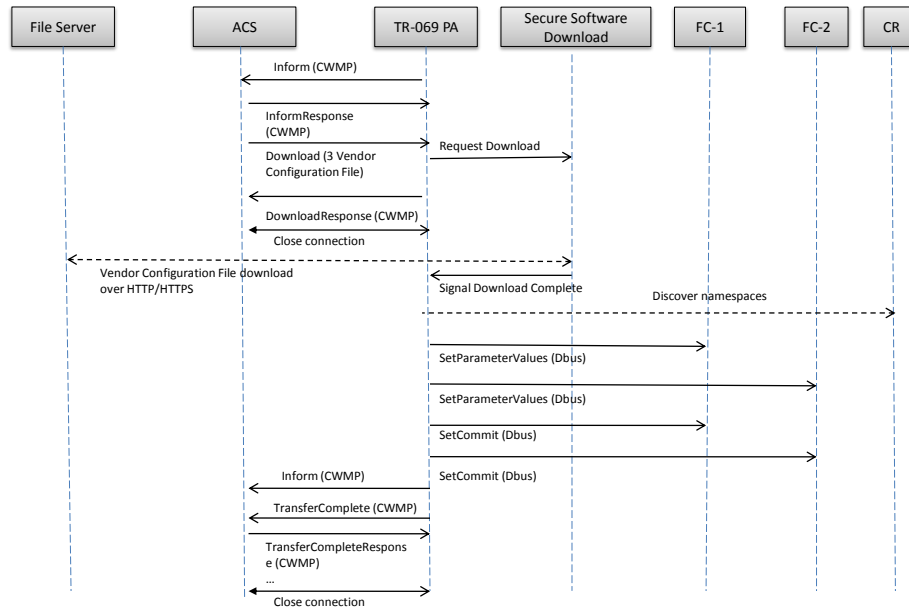 File Server
ACS
TR-069 PA
Secure Software
Download
FC-1
FC-2
CR
Inform (CWMP)
InformResponse
(CWMP)
Request Download
Download (3 Vendor
Configuration File)
DownloadResponse (CWMP)
Close connection
Vendor Configuration File download
over HTTP/HTTPS
Signal Download Complete
Discover namespaces
SetParameterValues (Dbus)
SetParameterValues (Dbus)
SetCommit (Dbus)
Inform (CWMP)
SetCommit (Dbus)
TransferComplete (CWMP)
TransferCompleteRespons
e (CWMP)
...
Close connection